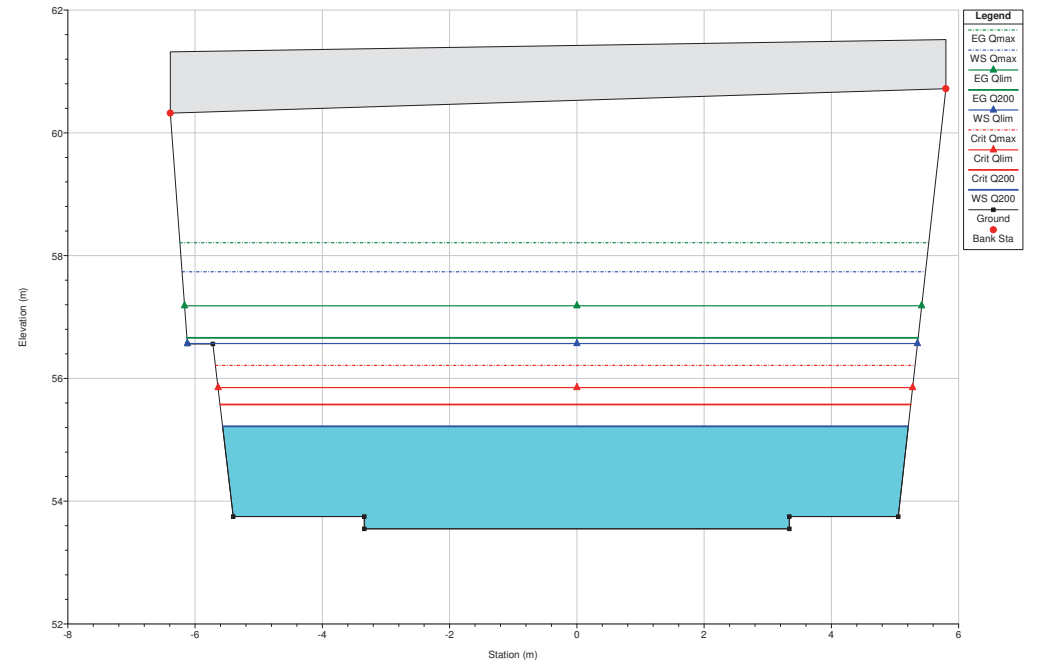 62
60
58
56
54
52
-8
-6
-4
-2
0
2
4
6
Elevation (m)
Station (m)
Legend
EG Qmax
WS Qmax
EG Qlim
EG Q200
WS Qlim
Crit Qmax
Crit Qlim
Crit Q200
WS Q200
Ground
Bank Sta